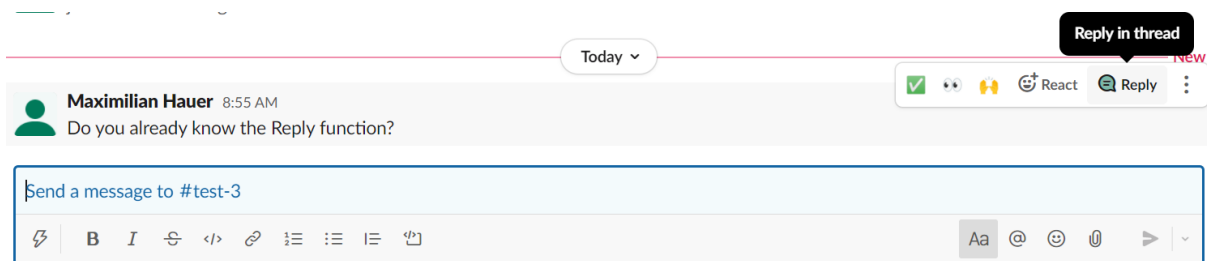 Reply in thread
Today
New
React Reply
Maximilian Hauer 8:55 AM
Do you already know the Reply function?
Send a message to #test-3
B I S </> Aa @